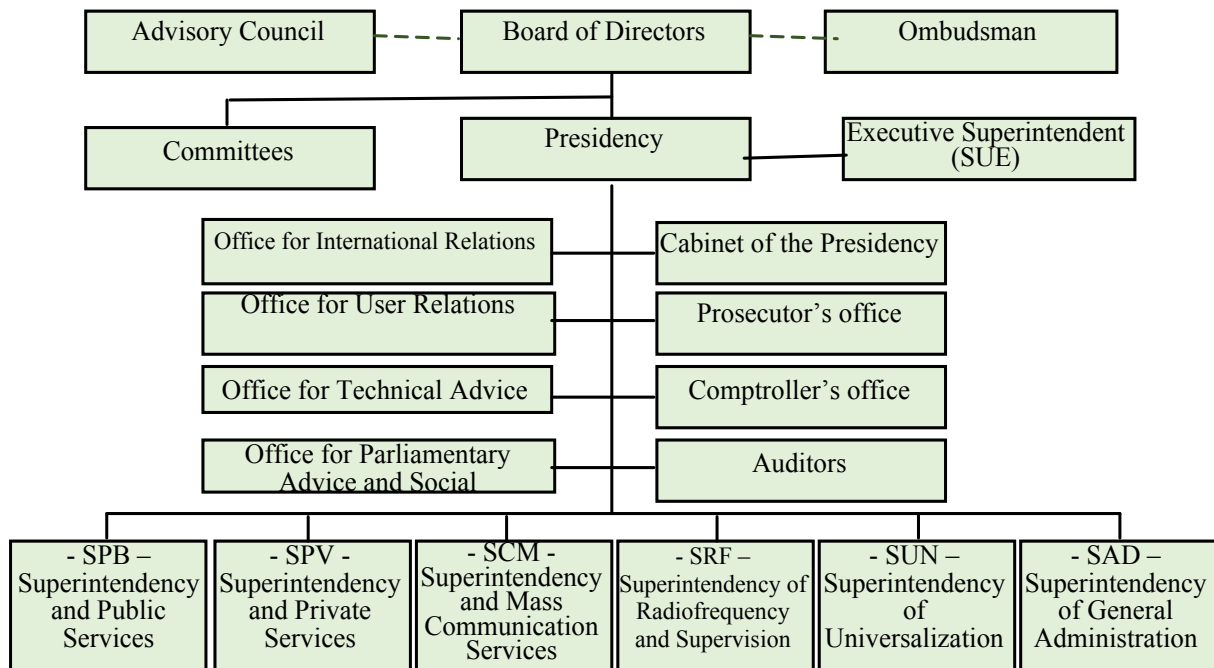 Advisory Council
Board of Directors
Ombudsman
Committees
Presidency
Executive Superintendent
(SUE)
Office for International Relations
Cabinet of the Presidency
Office for User Relations
Prosecutor’s office
Office for Technical Advice
Comptroller’s office
Office for Parliamentary
Advice and Social
Auditors
- SPB –
Superintendency
and Public
Services
- SPV -
Superintendency
and Private
Services
- SCM -
Superintendency
and Mass
Communication
Services
- SRF –
Superintendency of
Radiofrequency
and Supervision
- SUN –
Superintendency
of
Universalization
- SAD –
Superintendency
of General
Administration